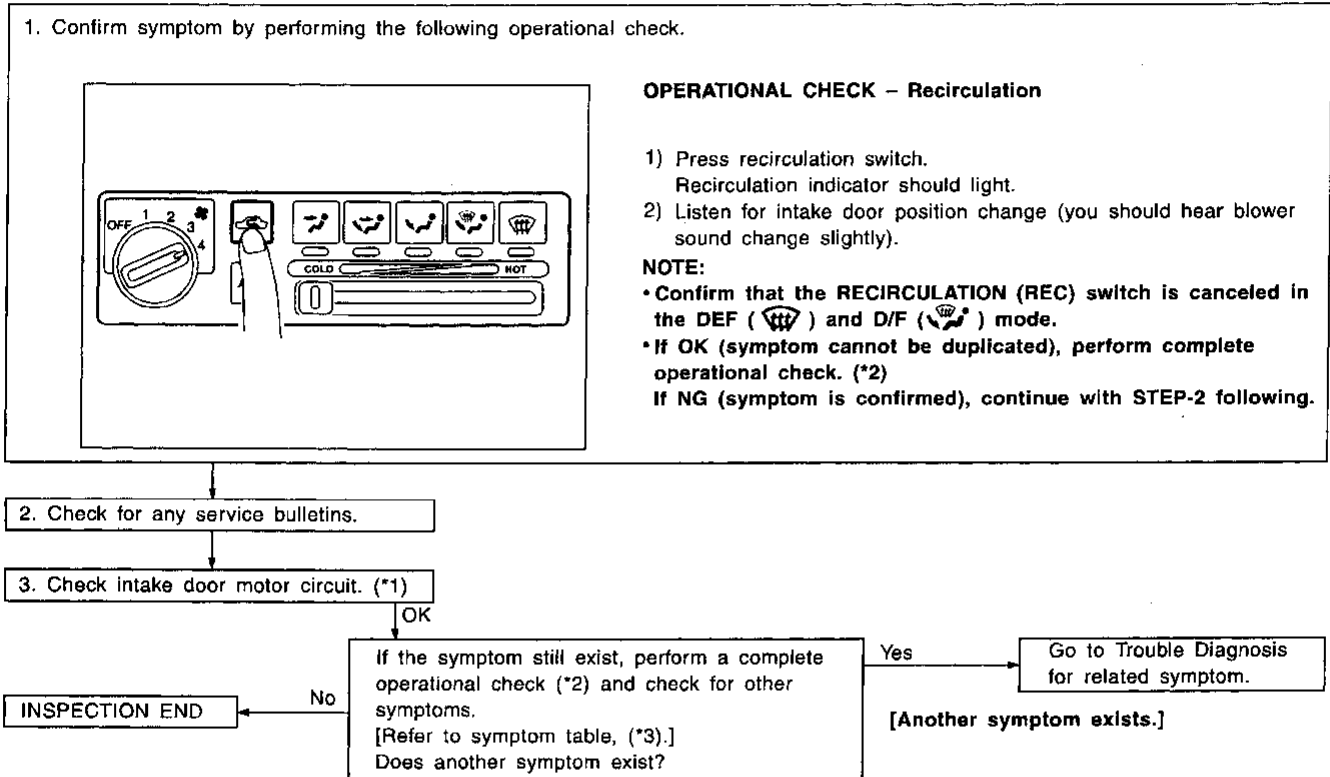 1. Confirm symptom by performing the following operational check.
OFF 1 2 3 4
COLD HOT
A
OPERATIONAL CHECK – Recirculation
1) Press recirculation switch.
Recirculation indicator should light.
2) Listen for intake door position change (you should hear blower
sound change slightly).
NOTE:
• Confirm that the RECIRCULATION (REC) switch is canceled in
the DEF ( ) and D/F ( ) mode.
• If OK (symptom cannot be duplicated), perform complete
operational check. (*2)
If NG (symptom is confirmed), continue with STEP-2 following.
2. Check for any service bulletins.
3. Check intake door motor circuit. (*1)
OK
If the symptom still exist, perform a complete
operational check (*2) and check for other
symptoms.
[Refer to symptom table, (*3).]
Does another symptom exist?
Yes
Go to Trouble Diagnosis
for related symptom.
[Another symptom exists.]
No
INSPECTION END